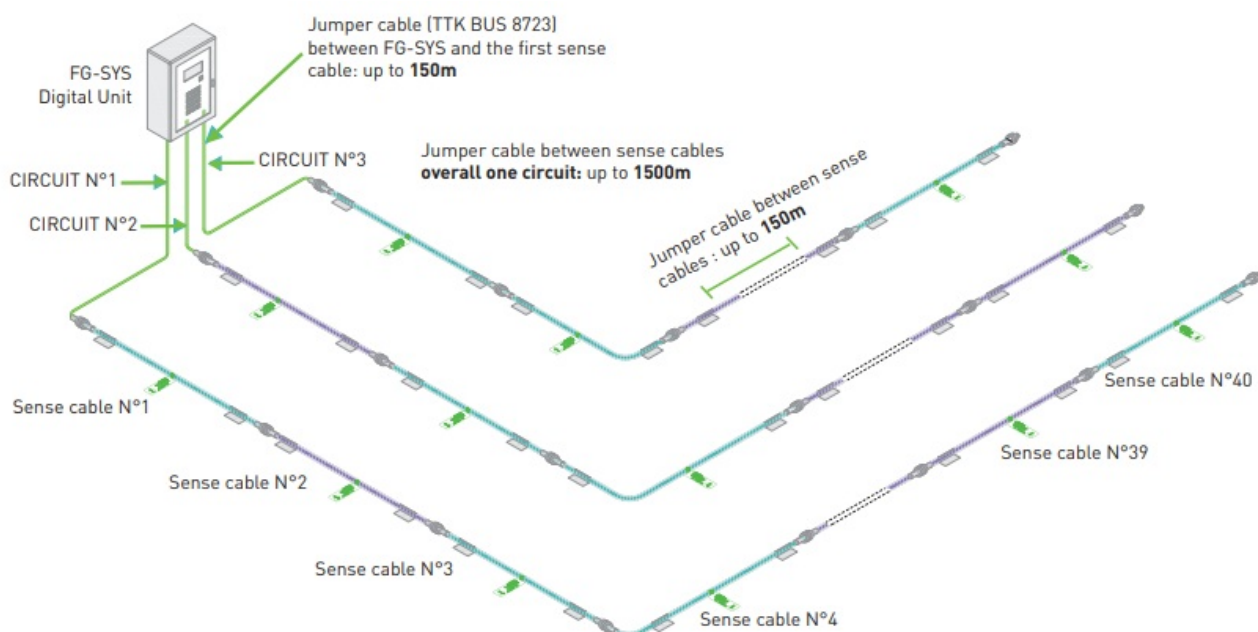 Jumper cable (TTK BUS 8723)
between FG-SYS and the first sense
cable: up to 150m
FG-SYS
Digital Unit
CIRCUIT N°3
CIRCUIT N°1
CIRCUIT N°2
Jumper cable between sense cables
overall one circuit: up to 1500m
Jumper cable between sense
cables : up to 150m
Sense cable N°1
Sense cable N°2
Sense cable N°3
Sense cable N°4
Sense cable N°39
Sense cable N°40